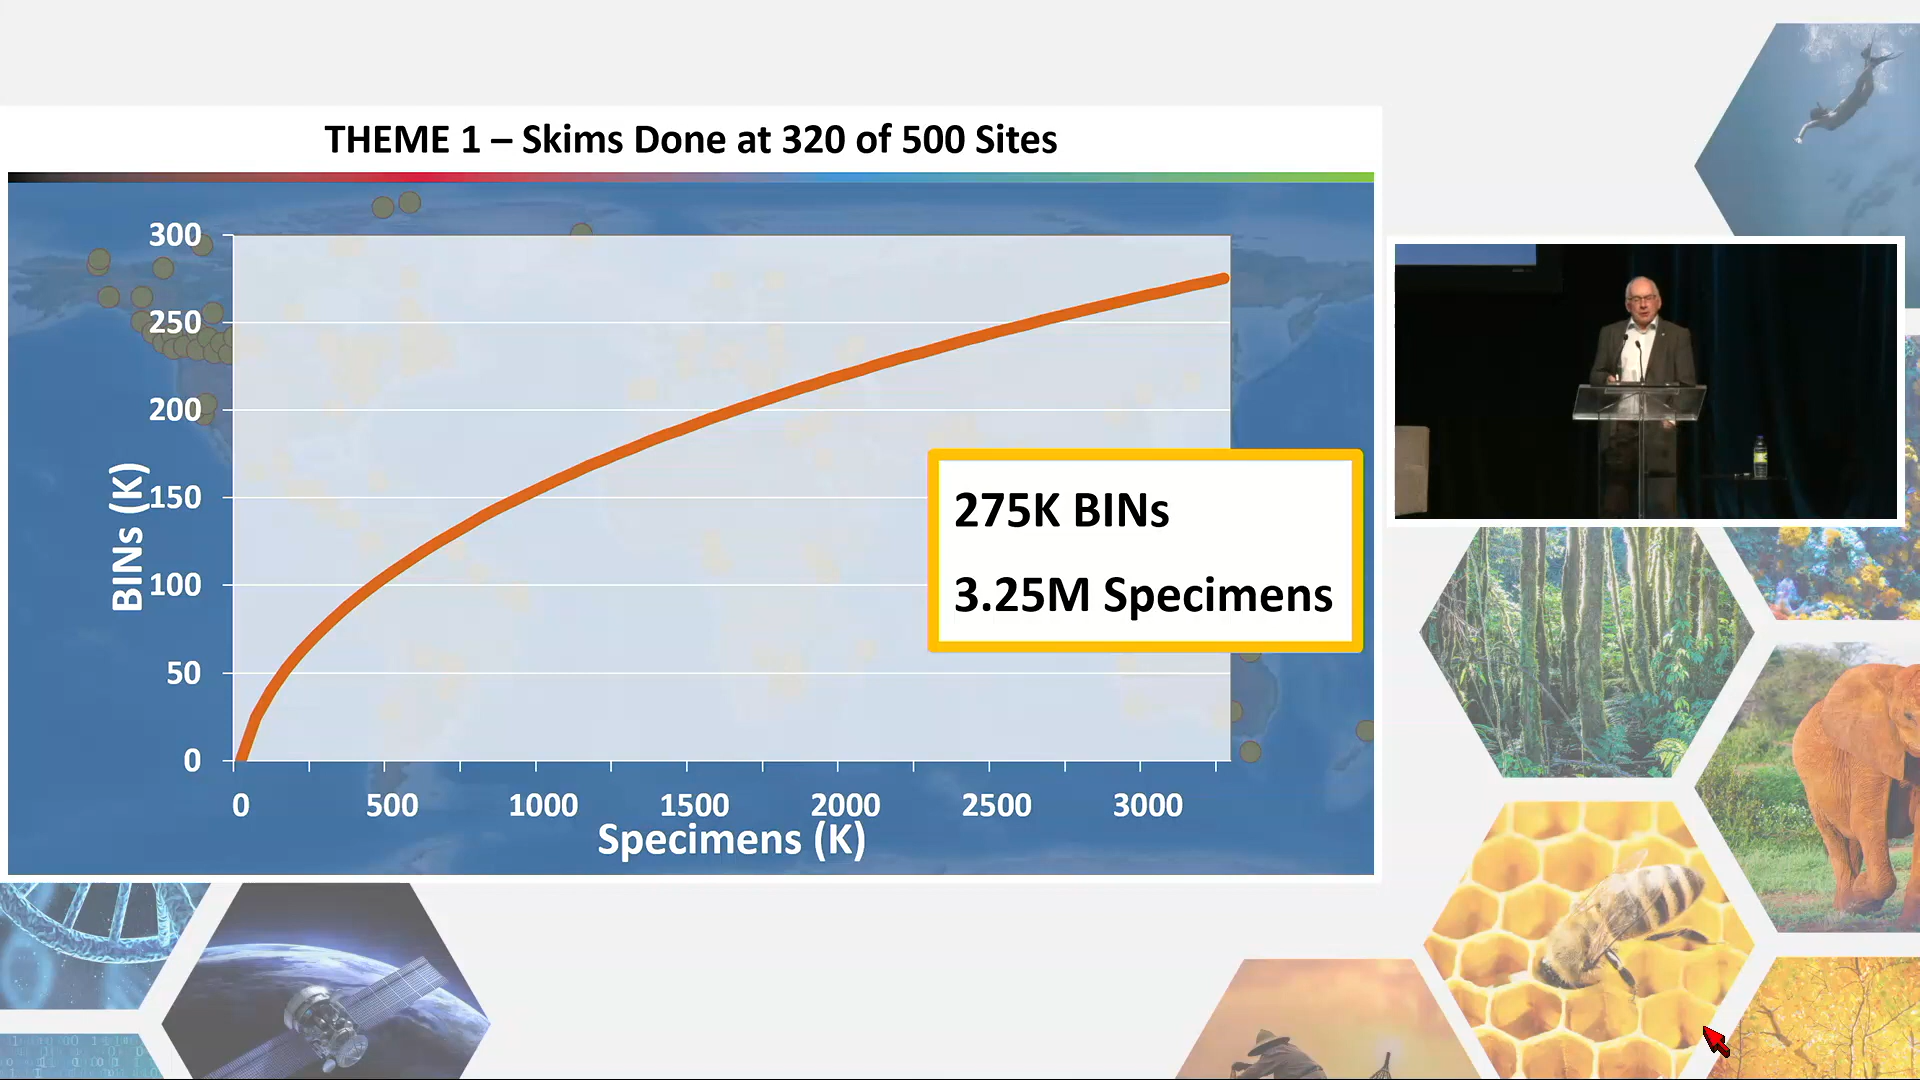 THEME 1 – Skims Done at 320 of 500 Sites
300
250
200
150
100
50
0
BINs (K)
275K BINs
3.25M Specimens
0 500 1000 1500 2000 2500 3000
Specimens (K)